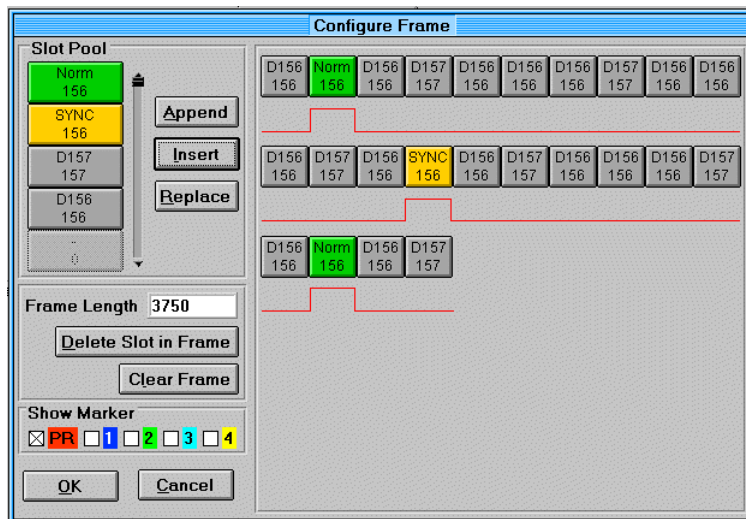 Configure Frame
Slot Pool
Norm
156
SYNC
156
D157
157
D156
156
-
0
Append
Insert
Replace
Frame Length 3750
Delete Slot in Frame
Clear Frame
Show Marker
PR 1 2 3 4
OK Cancel
D156 Norm D156 D157 D156 D156 D156 D157 D156 D156
156 156 156 157 156 156 156 157 156 156
D156 D157 D156 SYNC D156 D157 D156 D156 D156 D157
156 157 156 156 156 157 156 156 156 157
D156 Norm D156 D157
156 156 156 157